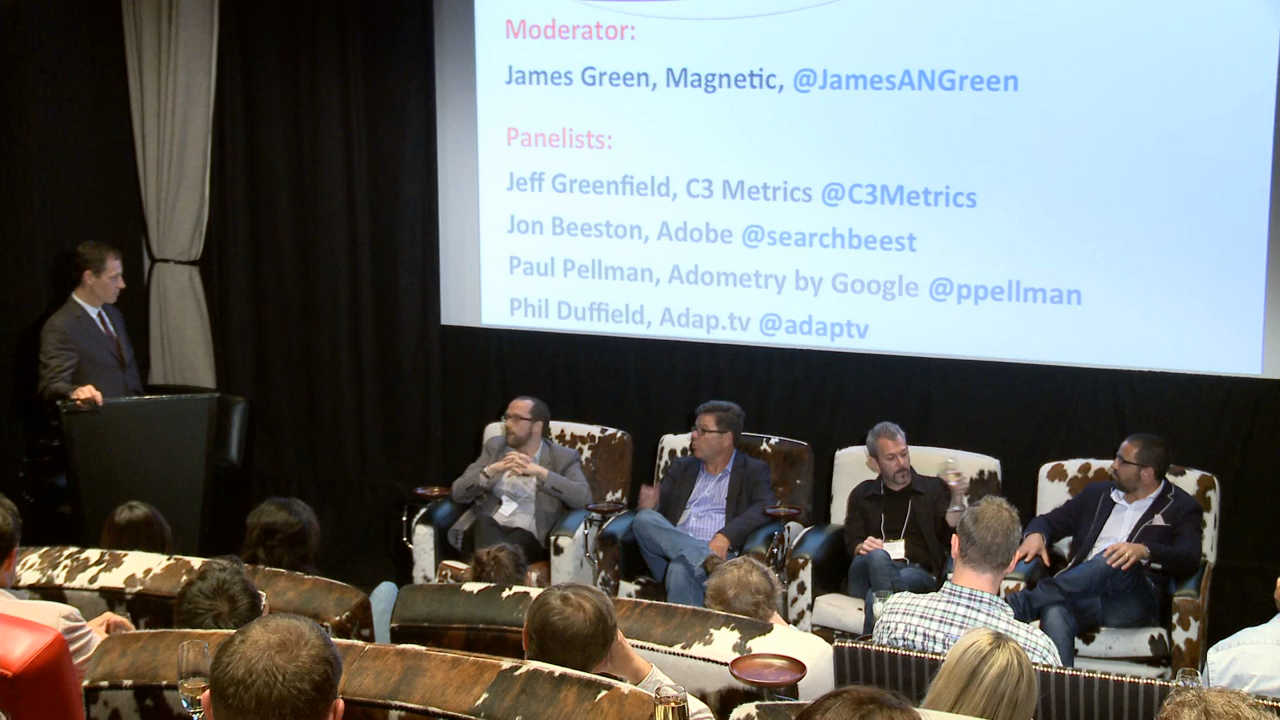 Moderator:
James Green, Magnetic, @JamesANGreen
Panelists:
Jeff Greenfield, C3 Metrics @C3Metrics
Jon Beeston, Adobe @searchbeest
Paul Pellman, Adometry by Google @ppellman
Phil Duffield, Adap.tv @adaptv